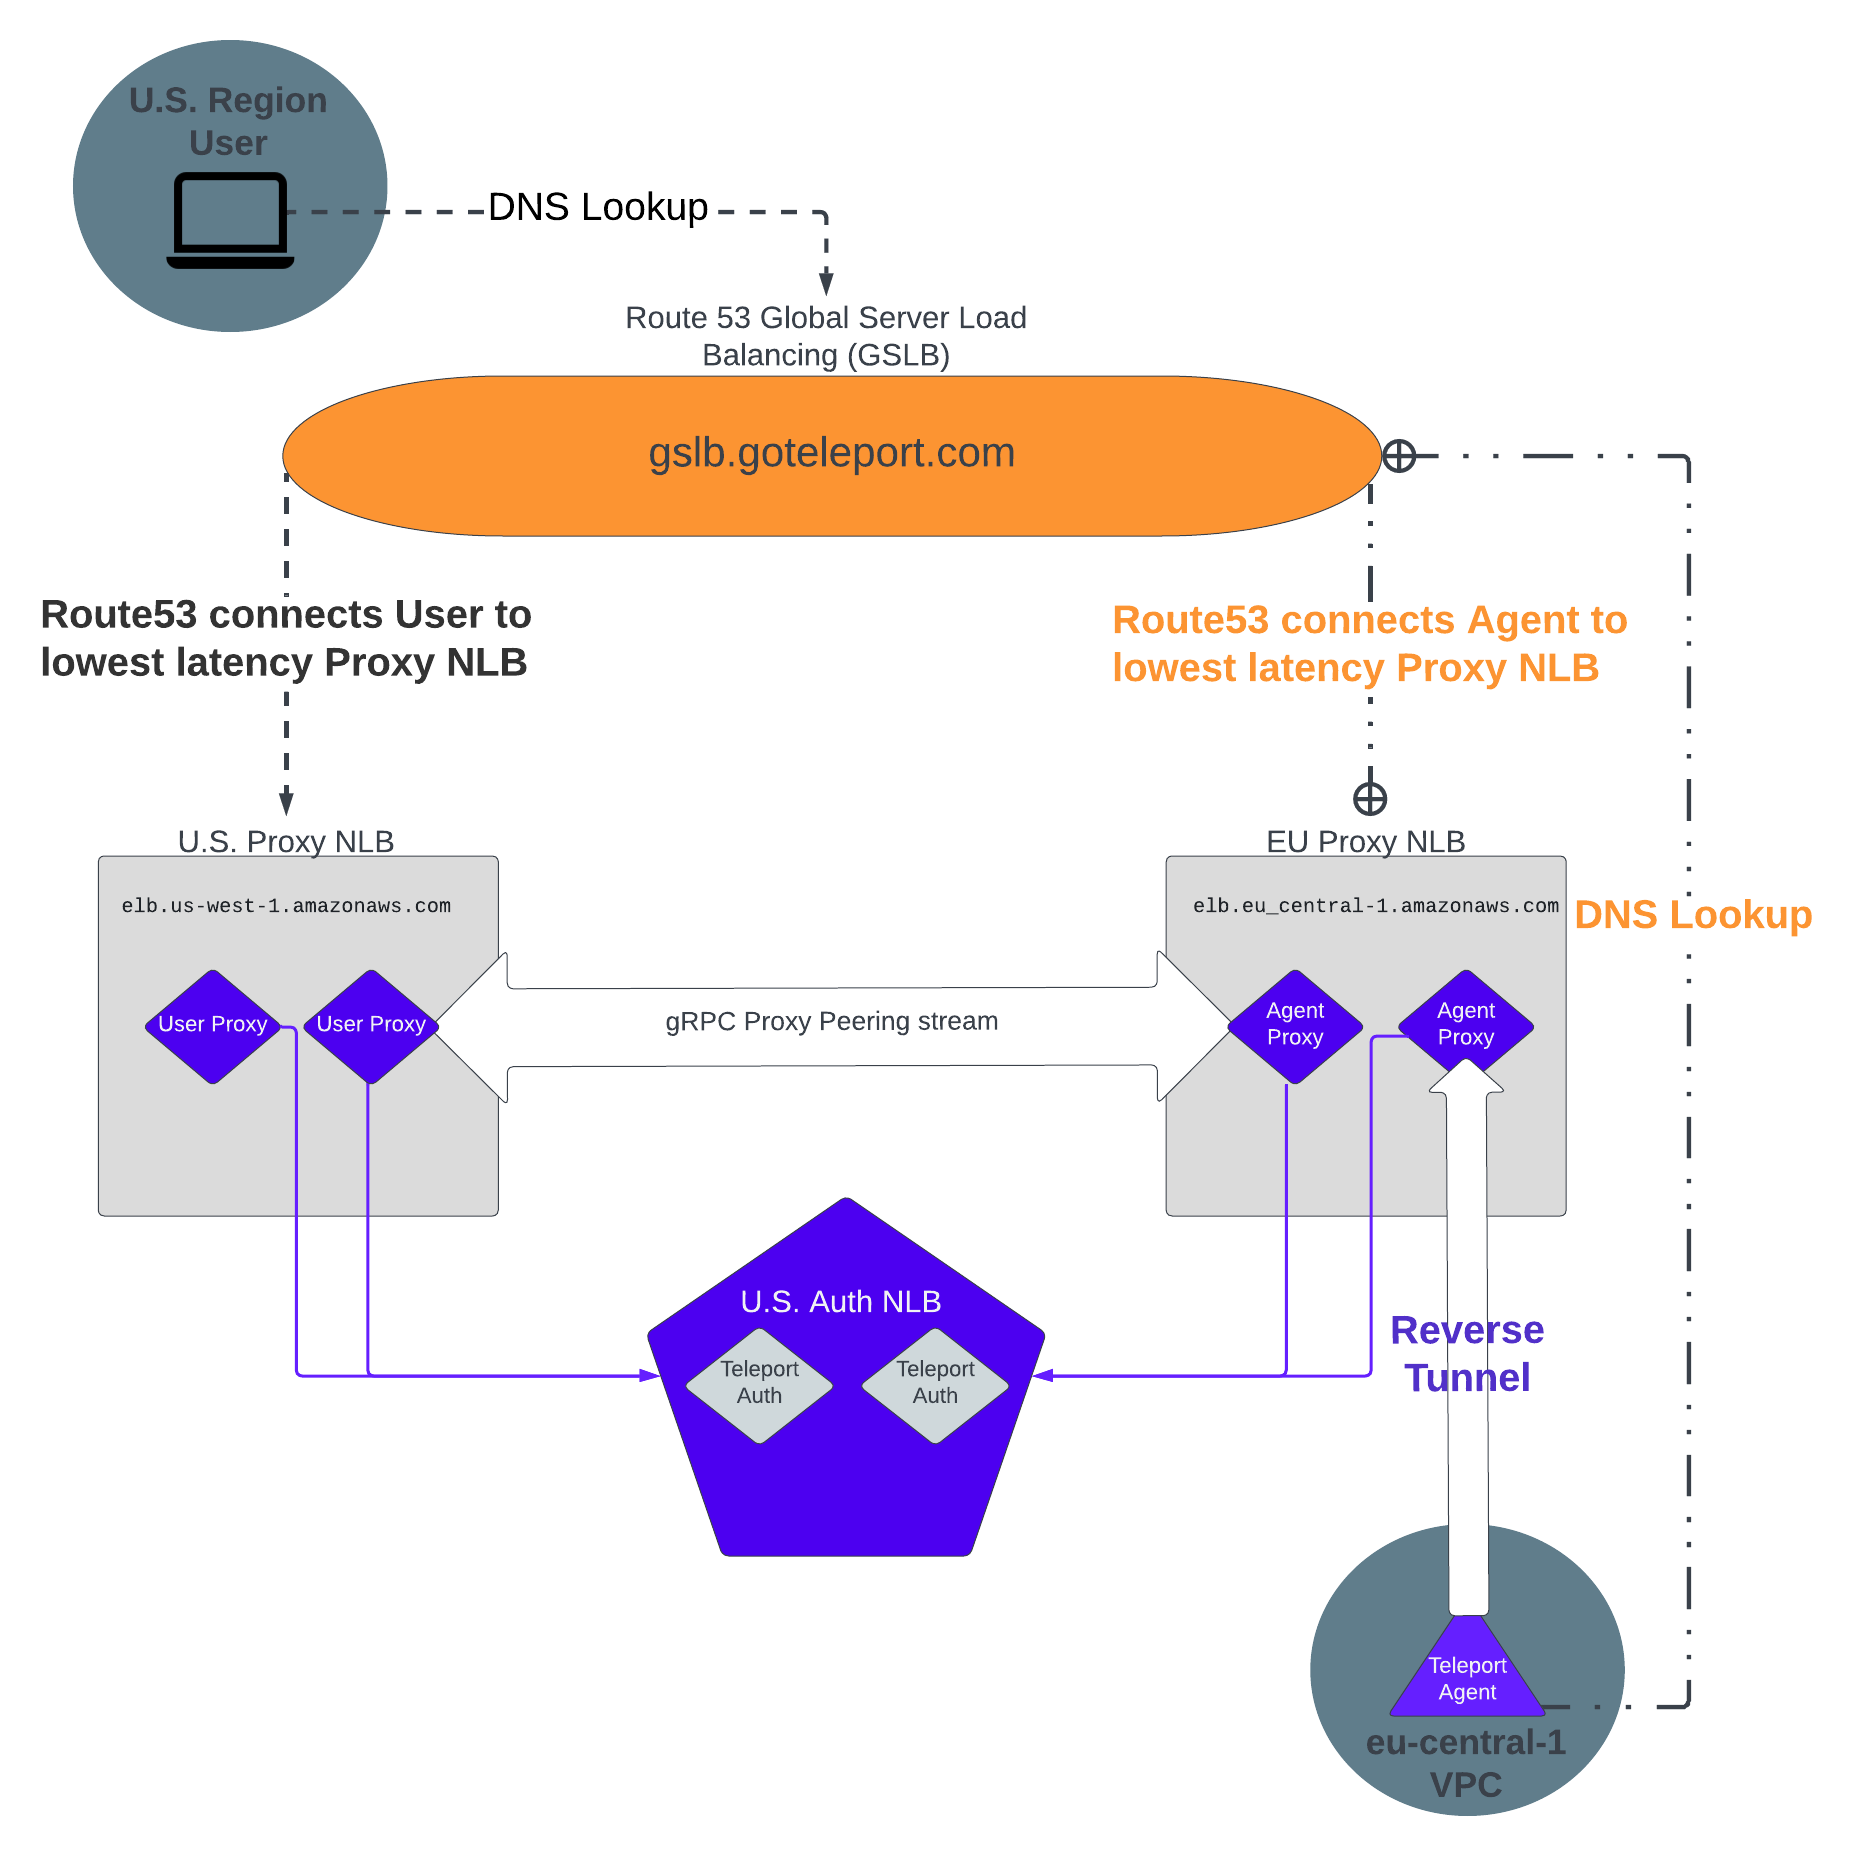 U.S. Region
User
DNS Lookup
Route 53 Global Server Load
Balancing (GSLB)
gslb.goteleport.com
Route53 connects User to
lowest latency Proxy NLB
Route53 connects Agent to
lowest latency Proxy NLB
U.S. Proxy NLB
elb.us-west-1.amazonaws.com
User Proxy
User Proxy
gRPC Proxy Peering stream
EU Proxy NLB
elb.eu_central-1.amazonaws.com
DNS Lookup
Agent
Proxy
Agent
Proxy
U.S. Auth NLB
Teleport
Auth
Teleport
Auth
Reverse
Tunnel
Teleport
Agent
eu-central-1
VPC